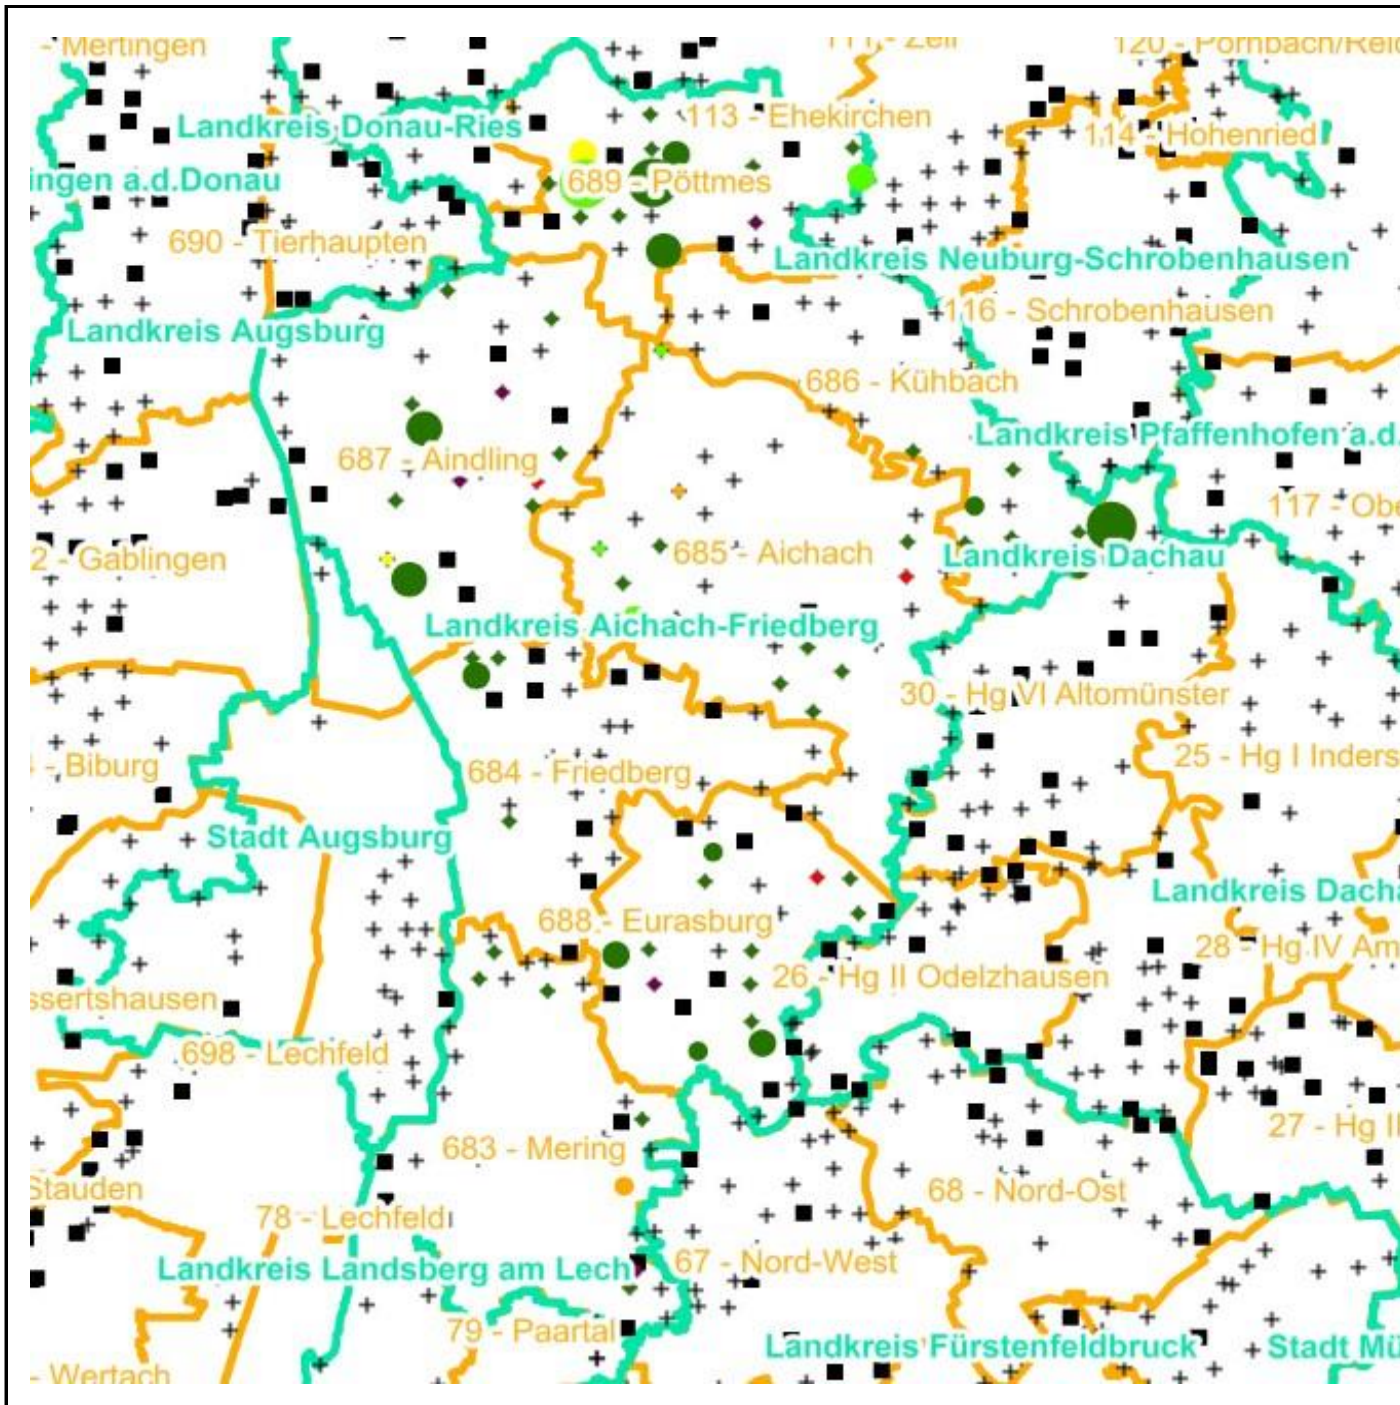 - Mertingen
111 - Zell
113 - Ehekirchen
Landkreis Donau-Ries
114 - Hohenried
ingen a.d.Donau
689 - Pöttmes
690 - Tierhaupten
Landkreis Neuburg-Schrobenhausen
116 - Schrobenhausen
Landkreis Augsburg
686 - Kühbach
Landkreis Pfaffenhofen a.d.
687 - Aindling
117 - Obe
2 - Gablingen
685 - Aichach
Landkreis Dachau
Landkreis Aichach-Friedberg
30 - Hg VI Altomünster
25 - Hg I Inders
- Biburg
684 - Friedberg
Stadt Augsburg
Landkreis Dacha
688 - Eurasburg
28 - Hg IV Am
26 - Hg II Odelzhausen
ssertshausen
698 - Lechfeld
27 - Hg II
683 - Mering
Stauden
68 - Nord-Ost
78 - Lechfeld
67 - Nord-West
Landkreis Landsberg am Lech
79 - Paartal
Landkreis Fürstenfeldbruck
Stadt Mü
- Wertach